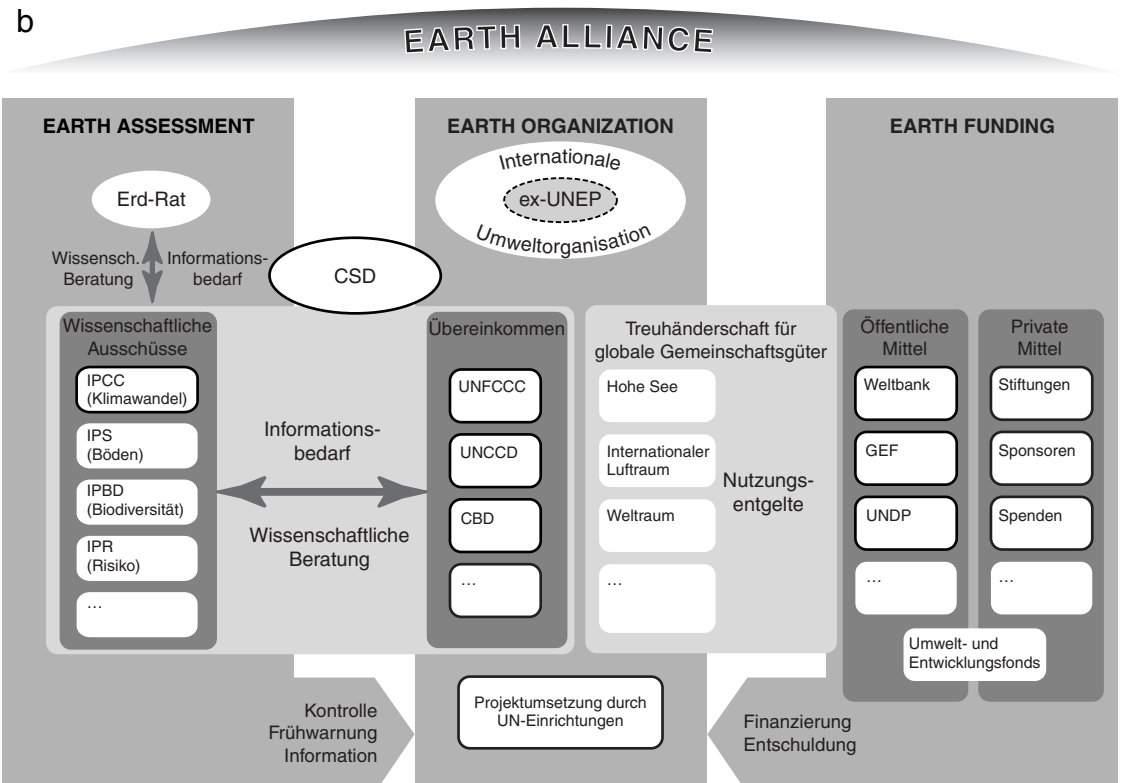 b
EARTH ALLIANCE
EARTH ASSESSMENT
Erd-Rat
Wissensch.
Beratung
Informations-
bedarf
CSD
Wissenschaftliche
Ausschüsse
IPCC
(Klimawandel)
IPS
(Böden)
IPBD
(Biodiversität)
IPR
(Risiko)
...
Informations-
bedarf
Wissenschaftliche
Beratung
Kontrolle
Frühwarnung
Information
EARTH ORGANIZATION
Internationale
ex-UNEP
Umweltorganisation
Übereinkommen
UNFCCC
UNCCD
CBD
...
Treuhänderschaft für
globale Gemeinschaftsgüter
Hohe See
Internationaler
Luftraum
Weltraum
...
Nutzungs-
entgelte
Projektumsetzung durch
UN-Einrichtungen
EARTH FUNDING
Öffentliche
Mittel
Weltbank
GEF
UNDP
...
Private
Mittel
Stiftungen
Sponsoren
Spenden
...
Umwelt- und
Entwicklungsfonds
Finanzierung
Entschuldung